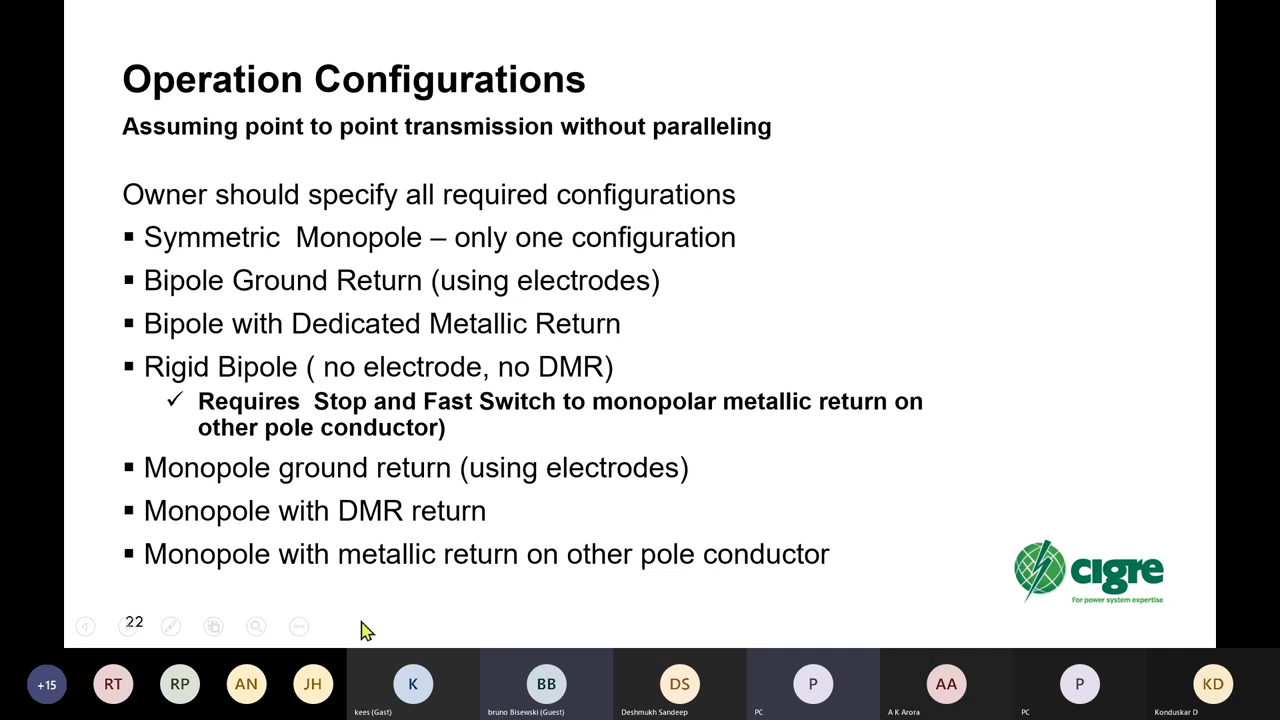 Operation Configurations
Assuming point to point transmission without paralleling
Owner should specify all required configurations
▪ Symmetric  Monopole – only one configuration
▪ Bipole Ground Return (using electrodes)
▪ Bipole with Dedicated Metallic Return
▪ Rigid Bipole ( no electrode, no DMR)
✓ Requires  Stop and Fast Switch to monopolar metallic return on
other pole conductor)
▪ Monopole ground return (using electrodes)
▪ Monopole with DMR return
▪ Monopole with metallic return on other pole conductor
cigre
For power system expertise
22
+15 RT RP AN JH K BB DS P AA P KD
kees (Gast) bruno Bisewski (Guest) Deshmukh Sandeep PC A K Arora PC Konduskar D